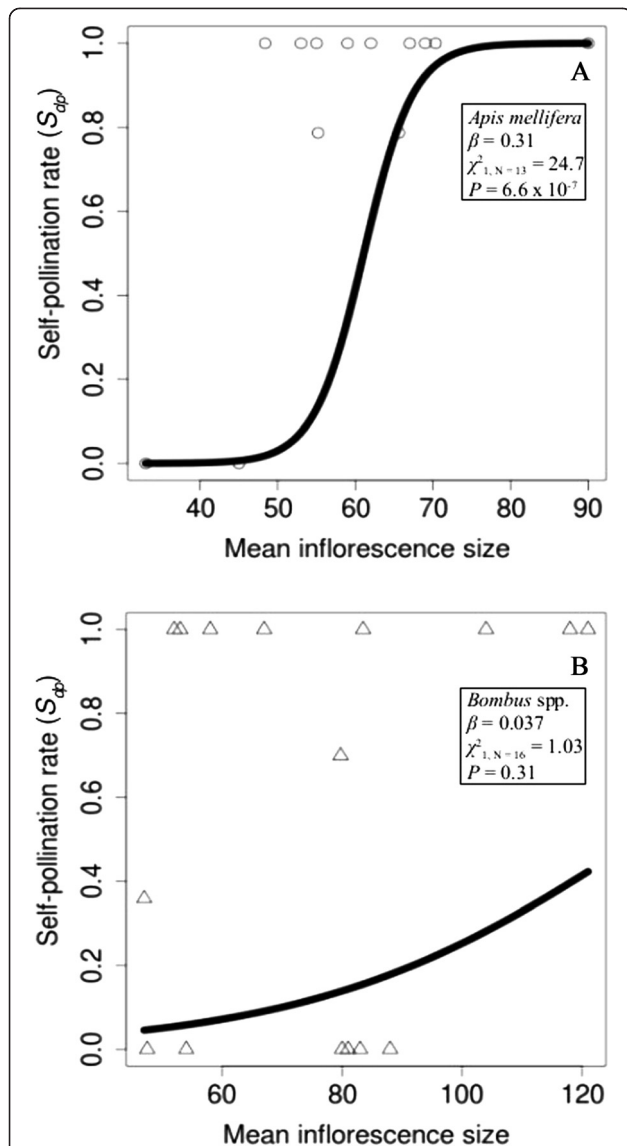 1.0
0.8
0.6
0.4
0.2
0.0
Self-pollination rate (S_dp)
A
Apis mellifera
β = 0.31
χ²₁, N = 13 = 24.7
P = 6.6 x 10⁻⁷
40 50 60 70 80 90
Mean inflorescence size
1.0
0.8
0.6
0.4
0.2
0.0
Self-pollination rate (S_dp)
B
Bombus spp.
β = 0.037
χ²₁, N = 16 = 1.03
P = 0.31
60 80 100 120
Mean inflorescence size